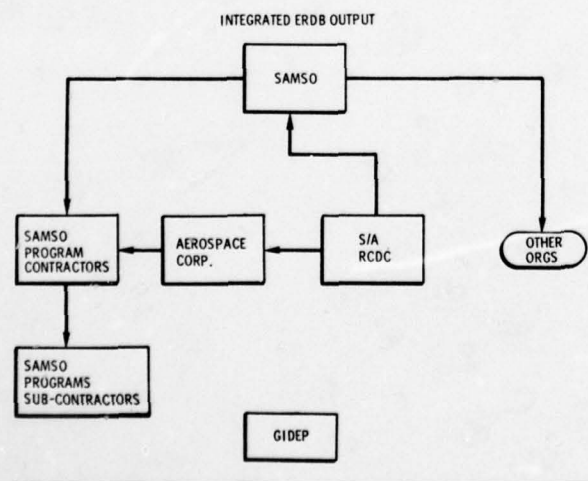 INTEGRATED ERDB OUTPUT
SAMSO
SAMSO
PROGRAM
CONTRACTORS
AEROSPACE
CORP.
S/A
RCDC
OTHER
ORGS
SAMSO
PROGRAMS
SUB-CONTRACTORS
GIDEP